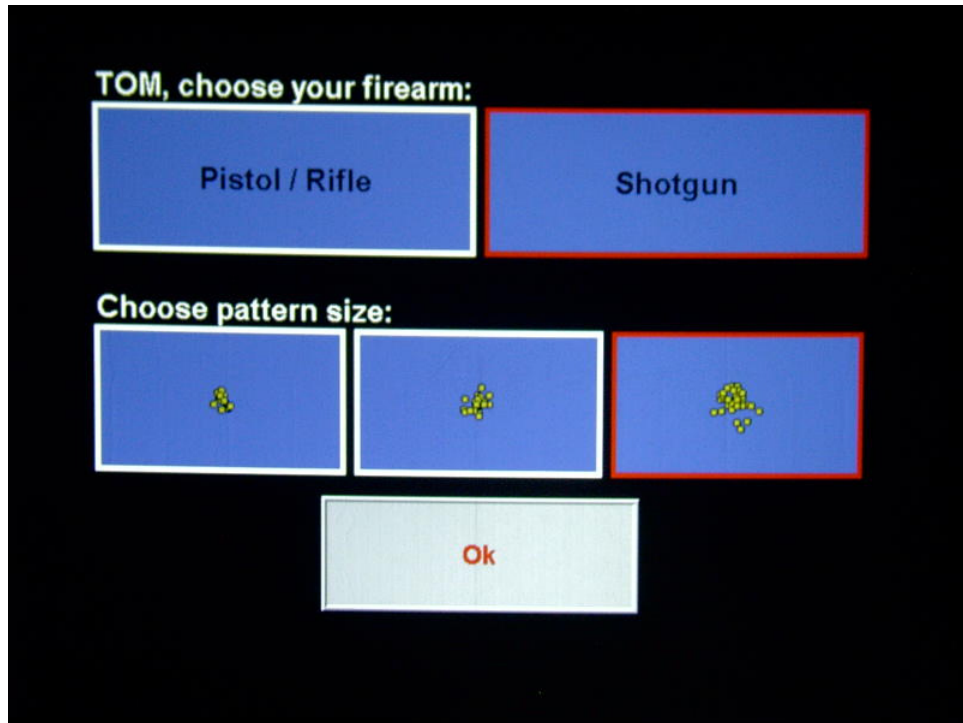 TOM, choose your firearm:
Pistol / Rifle
Shotgun
Choose pattern size:
Ok